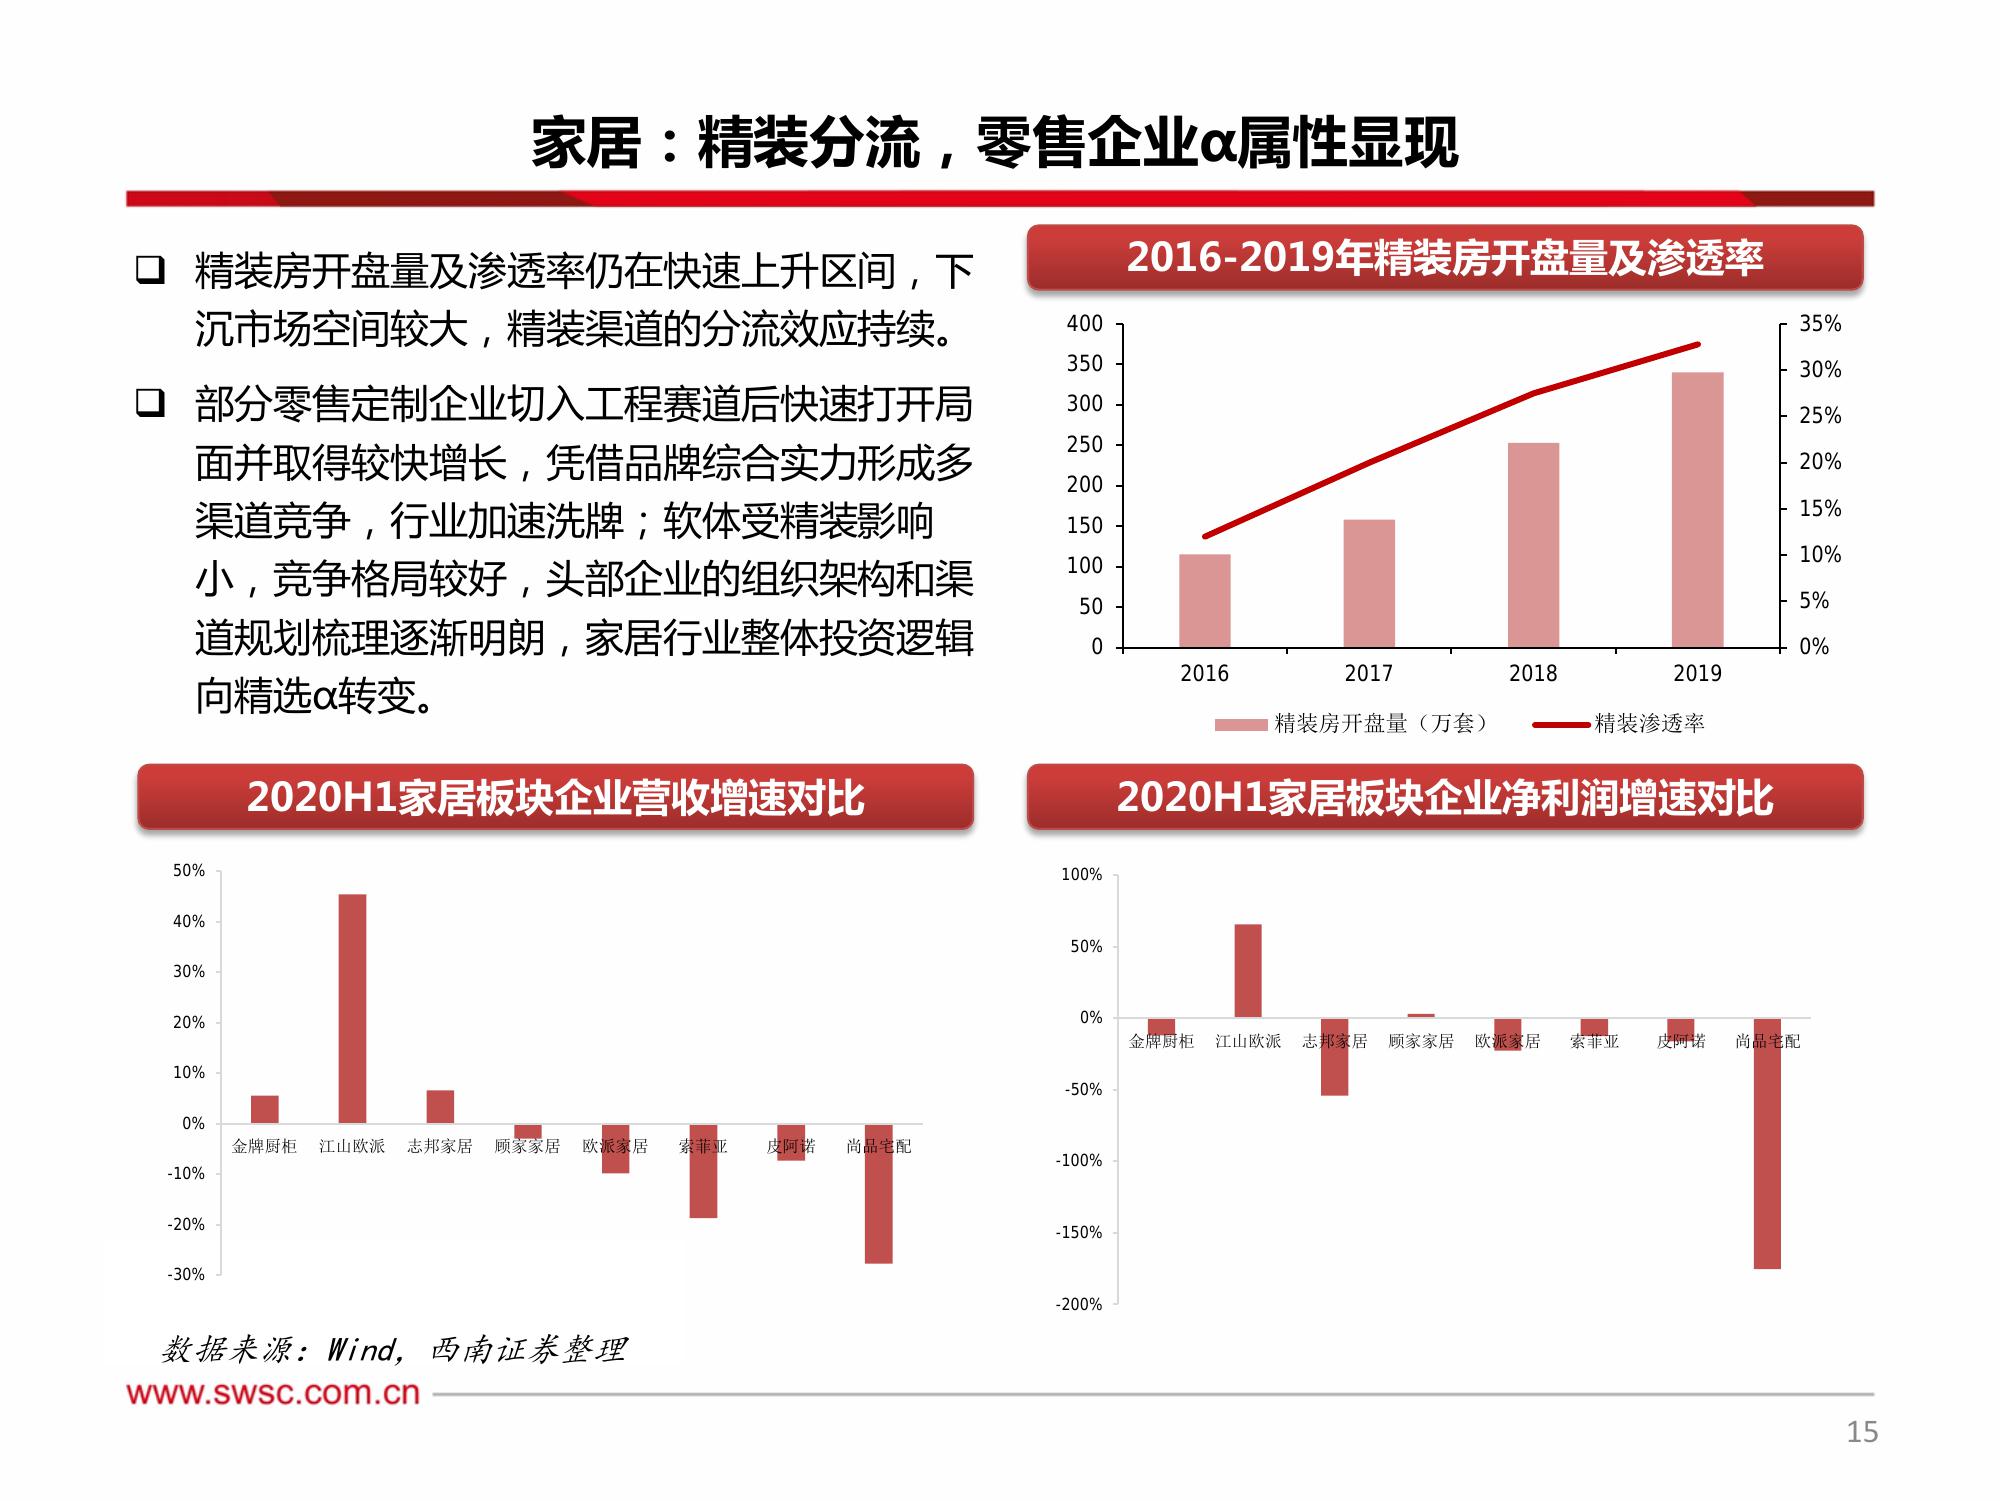 家居：精装分流，零售企业α属性显现
精装房开盘量及渗透率仍在快速上升区间，下
沉市场空间较大，精装渠道的分流效应持续。
部分零售定制企业切入工程赛道后快速打开局
面并取得较快增长，凭借品牌综合实力形成多
渠道竞争，行业加速洗牌；软体受精装影响
小，竞争格局较好，头部企业的组织架构和渠
道规划梳理逐渐明朗，家居行业整体投资逻辑
向精选α转变。
2016-2019年精装房开盘量及渗透率
400
350
300
250
200
150
100
50
0
35%
30%
25%
20%
15%
10%
5%
0%
2016 2017 2018 2019
精装房开盘量（万套） 精装渗透率
2020H1家居板块企业营收增速对比
50%
40%
30%
20%
10%
0%
-10%
-20%
-30%
金牌厨柜 江山欧派 志邦家居 顾家家居 欧派家居 索菲亚 皮阿诺 尚品宅配
2020H1家居板块企业净利润增速对比
100%
50%
0%
-50%
-100%
-150%
-200%
金牌厨柜 江山欧派 志邦家居 顾家家居 欧派家居 索菲亚 皮阿诺 尚品宅配
数据来源：Wind，西南证券整理
www.swsc.com.cn
15